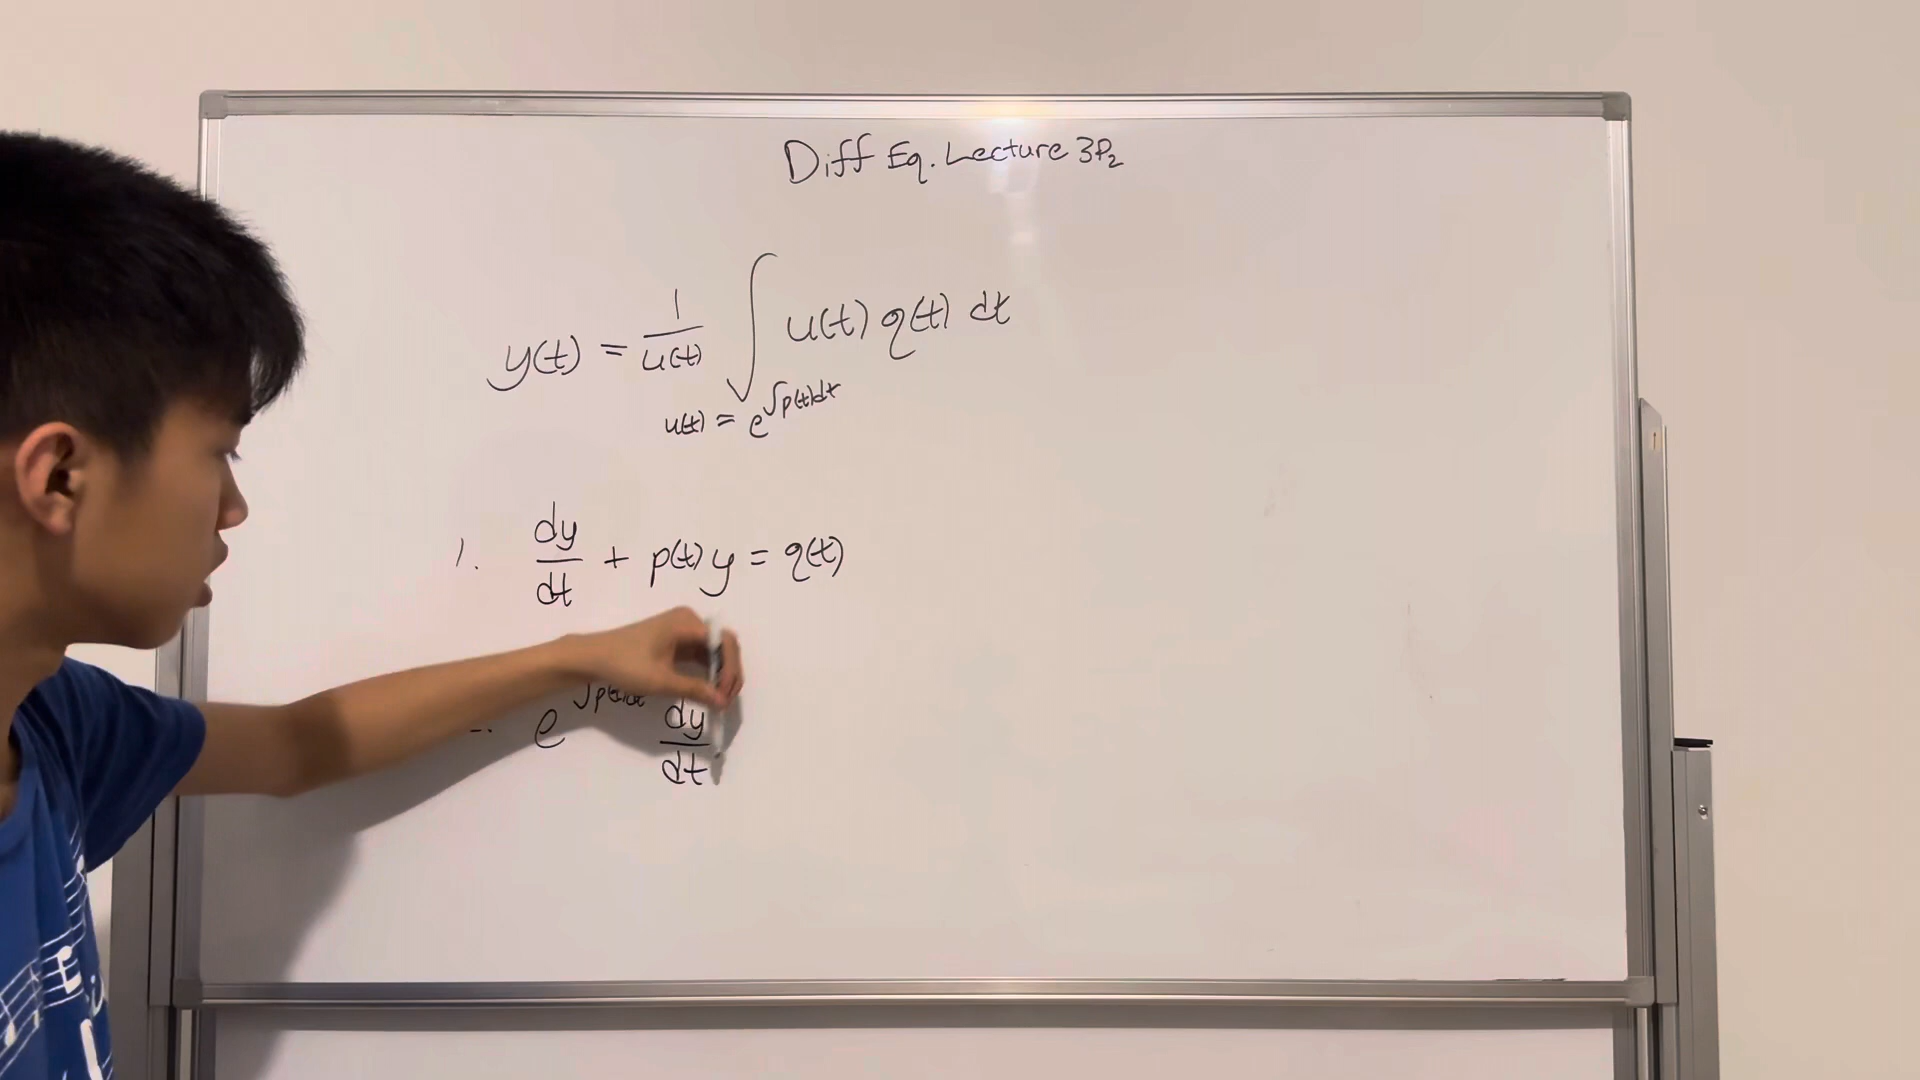 Diff Eq. Lecture 3P₂
y(t) = 1/u(t) ∫ u(t) q(t) dt
u(t) = e^∫p(t)dt
1. dy/dt + p(t) y = q(t)
e^∫p(t)dt dy/dt